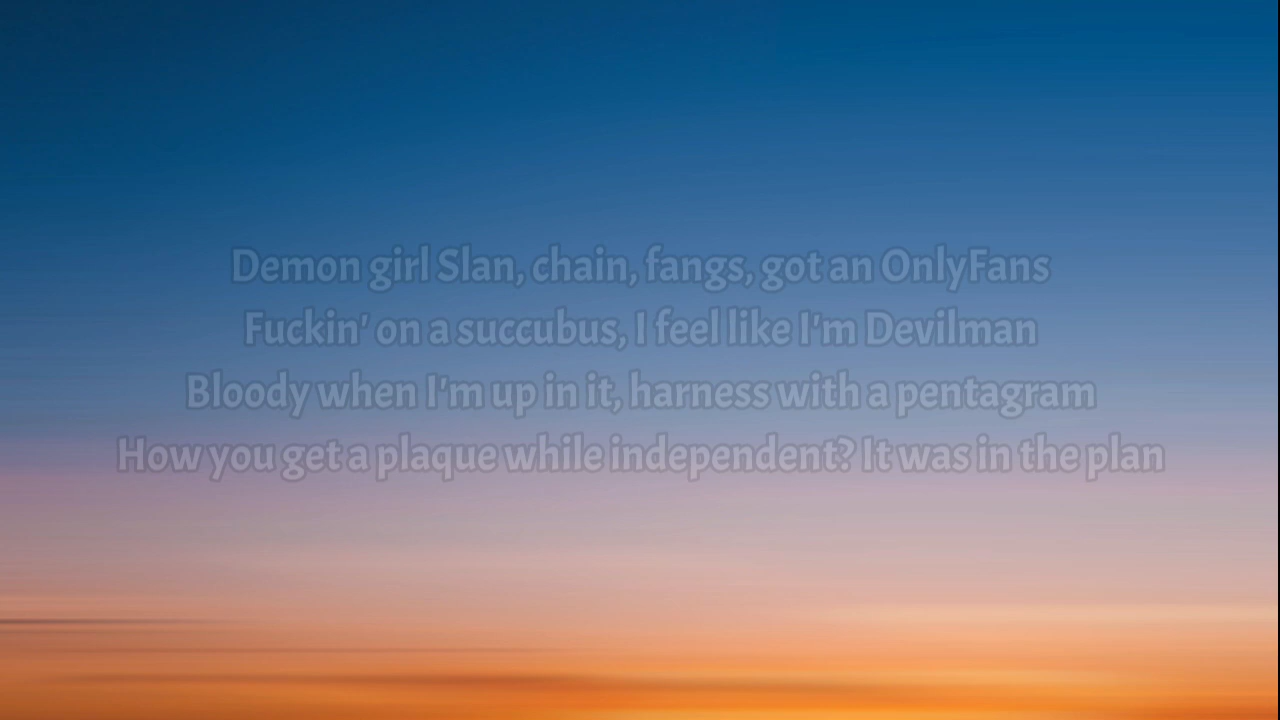 Demon girl Slan, chain, fangs, got an OnlyFans
Fuckin' on a succubus, I feel like I'm Devilman
Bloody when I'm up in it, harness with a pentagram
How you get a plaque while independent? It was in the plan